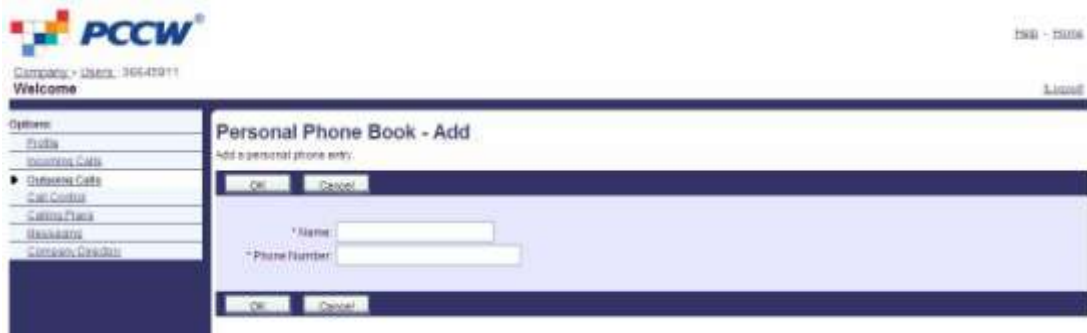 PCCW®
Help - Home
Company > Users :
Welcome
Logout
Options:
Profile
Incoming Calls
Outgoing Calls
Call Control
Calling Plans
Messaging
Company Directory
Personal Phone Book - Add
Add a personal phone entry.
OK Cancel
* Name:
* Phone Number:
OK Cancel